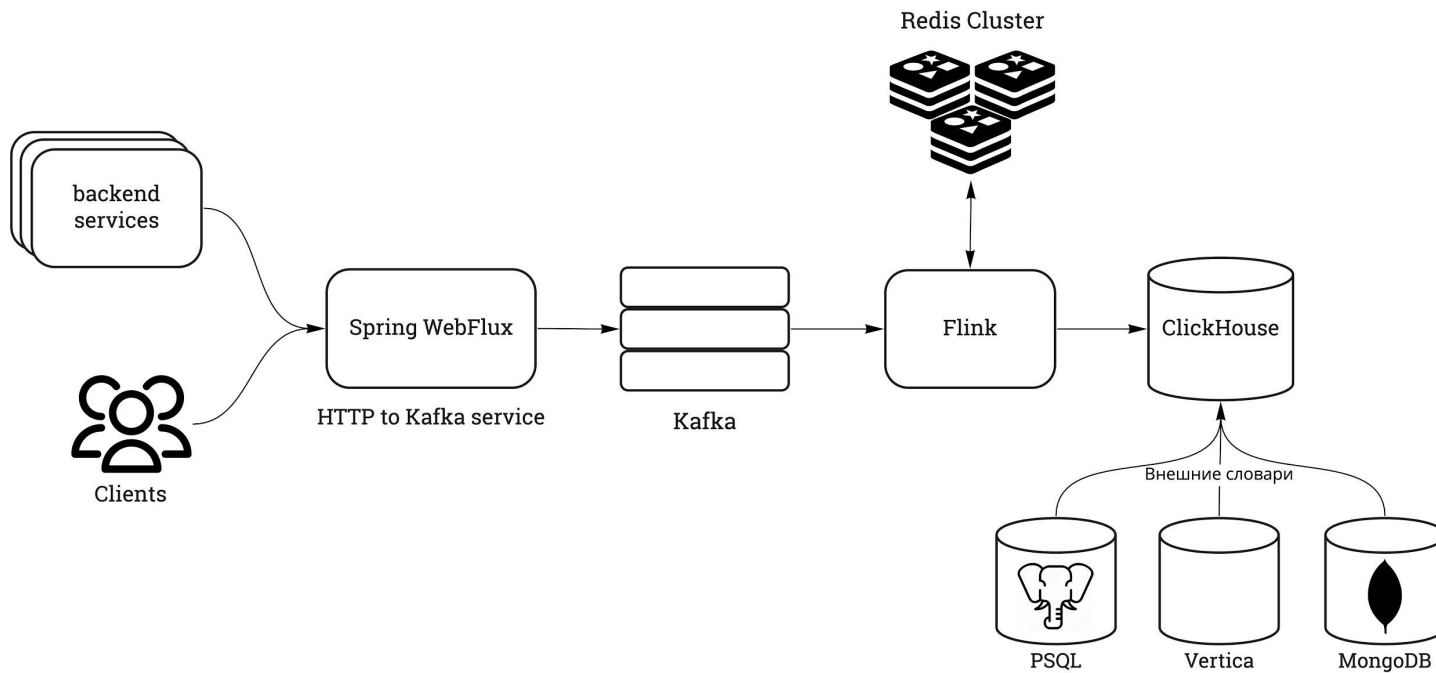 Redis Cluster
backend
services
Spring WebFlux
Flink
ClickHouse
HTTP to Kafka service
Kafka
Clients
Внешние словари
PSQL
Vertica
MongoDB